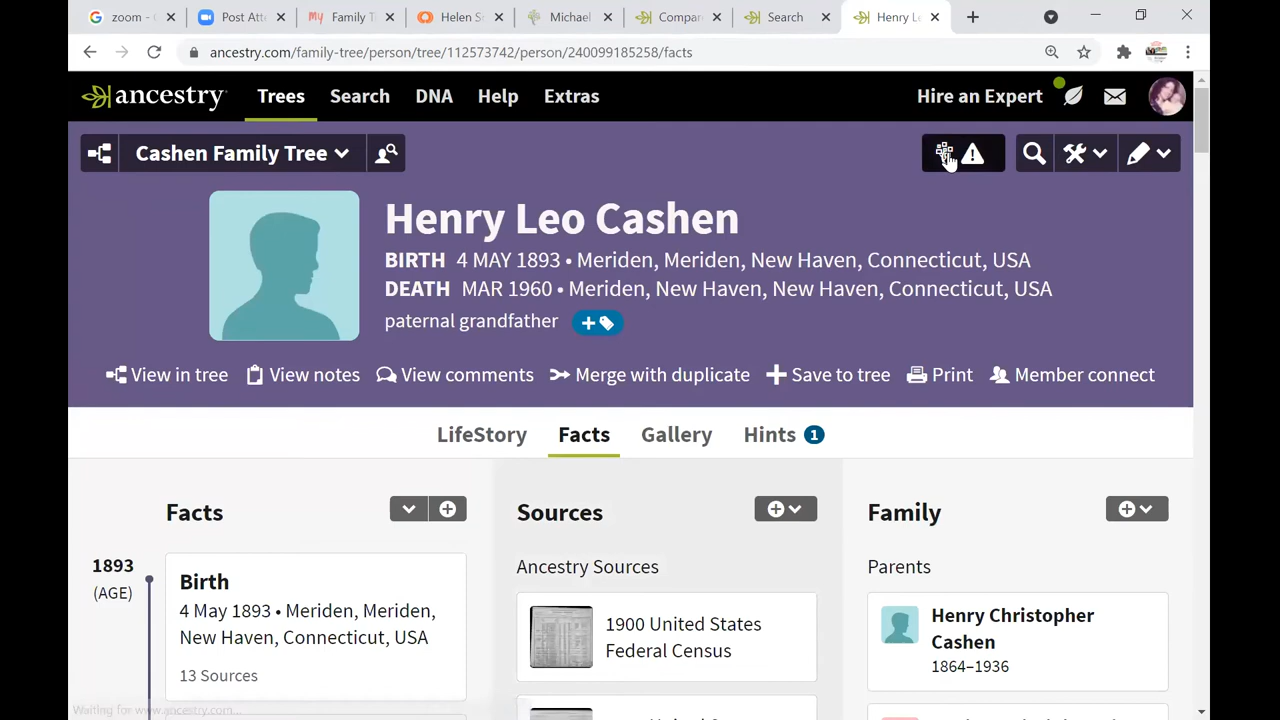 zoom - G
Post Att
Family T
Helen S
Michael
Compar
Search
Henry Le
ancestry.com/family-tree/person/tree/112573742/person/240099185258/facts
ancestry
Trees
Search
DNA
Help
Extras
Hire an Expert
Cashen Family Tree
Henry Leo Cashen
BIRTH 4 MAY 1893 • Meriden, Meriden, New Haven, Connecticut, USA
DEATH MAR 1960 • Meriden, New Haven, New Haven, Connecticut, USA
paternal grandfather
View in tree
View notes
View comments
Merge with duplicate
Save to tree
Print
Member connect
LifeStory
Facts
Gallery
Hints 1
Facts
1893
(AGE)
Birth
4 May 1893 • Meriden, Meriden,
New Haven, Connecticut, USA
13 Sources
Sources
Ancestry Sources
1900 United States
Federal Census
Family
Parents
Henry Christopher
Cashen
1864–1936
Waiting for www.ancestry.com...